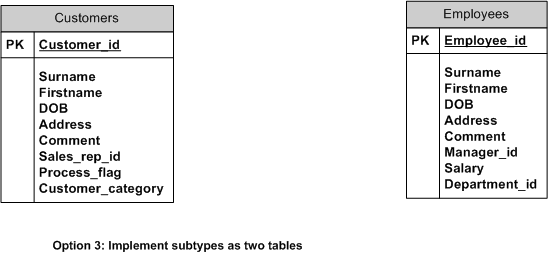 Customers
PK Customer_id
Surname
Firstname
DOB
Address
Comment
Sales_rep_id
Process_flag
Customer_category
Employees
PK Employee_id
Surname
Firstname
DOB
Address
Comment
Manager_id
Salary
Department_id
Option 3: Implement subtypes as two tables